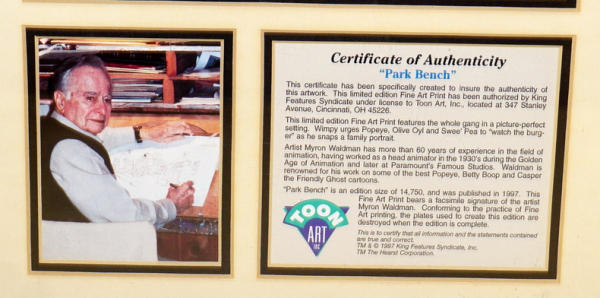 Certificate of Authenticity
"Park Bench"
This certificate has been specifically created to insure the authenticity of
this artwork. This limited edition Fine Art Print has been authorized by King
Features Syndicate under license to Toon Art, Inc., located at 347 Stanley
Avenue, Cincinnati, OH 45226.
This limited edition Fine Art Print features the whole gang in a picture-perfect
setting. Wimpy urges Popeye, Olive Oyl and Swee' Pea to "watch the burg-
er" as he snaps a family portrait.
Artist Myron Waldman has more than 60 years of experience in the field of
animation, having worked as a head animator in the 1930's during the Golden
Age of Animation and later at Paramount's Famous Studios. Waldman is
renowned for his work on some of the best Popeye, Betty Boop and Casper
the Friendly Ghost cartoons.
"Park Bench" is an edition size of 14,750, and was published in 1997. This
Fine Art Print bears a facsimile signature of the artist
Myron Waldman. Conforming to the practice of Fine
Art printing, the plates used to create this edition are
destroyed when the edition is complete.
This is to certify that all information and the statements contained
are true and correct.
TM & © 1997 King Features Syndicate, Inc.
TM The Hearst Corporation.
TOON
ART
INC